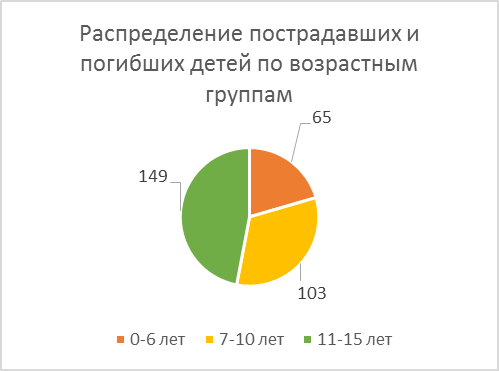 Распределение пострадавших и
погибших детей по возрастным
группам
65
149
103
0-6 лет 7-10 лет 11-15 лет